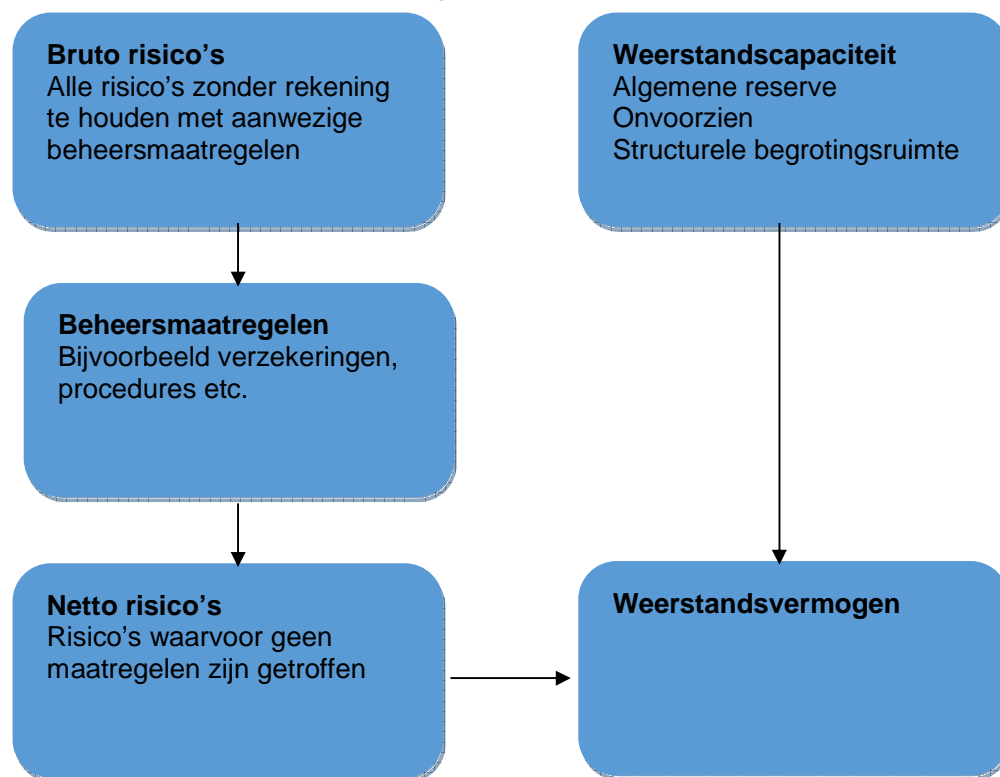 Bruto risico’s
Alle risico’s zonder rekening
te houden met aanwezige
beheersmaatregelen
Weerstandscapaciteit
Algemene reserve
Onvoorzien
Structurele begrotingsruimte
Beheersmaatregelen
Bijvoorbeeld verzekeringen,
procedures etc.
Netto risico’s
Risico’s waarvoor geen
maatregelen zijn getroffen
Weerstandsvermogen